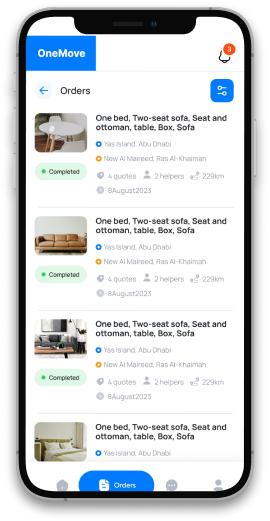 OneMove
3
Orders
One bed, Two-seat sofa, Seat and
ottoman, table, Box, Sofa
Yas Island, Abu Dhabi
New Al Maireed, Ras Al-Khaimah
Completed
4 quotes 2 helpers 229km
8August2023
One bed, Two-seat sofa, Seat and
ottoman, table, Box, Sofa
Yas Island, Abu Dhabi
New Al Maireed, Ras Al-Khaimah
Completed
4 quotes 2 helpers 229km
8August2023
One bed, Two-seat sofa, Seat and
ottoman, table, Box, Sofa
Yas Island, Abu Dhabi
New Al Maireed, Ras Al-Khaimah
Completed
4 quotes 2 helpers 229km
8August2023
One bed, Two-seat sofa, Seat and
ottoman, table, Box, Sofa
Yas Island, Abu Dhabi
Orders